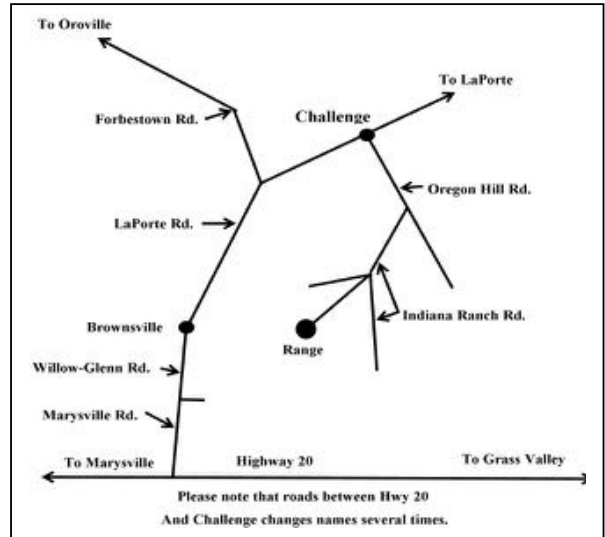 To Oroville
To LaPorte
Forbestown Rd.
Challenge
Oregon Hill Rd.
LaPorte Rd.
Indiana Ranch Rd.
Brownsville
Range
Willow-Glenn Rd.
Marysville Rd.
To Marysville
Highway 20
To Grass Valley
Please note that roads between Hwy 20
And Challenge changes names several times.